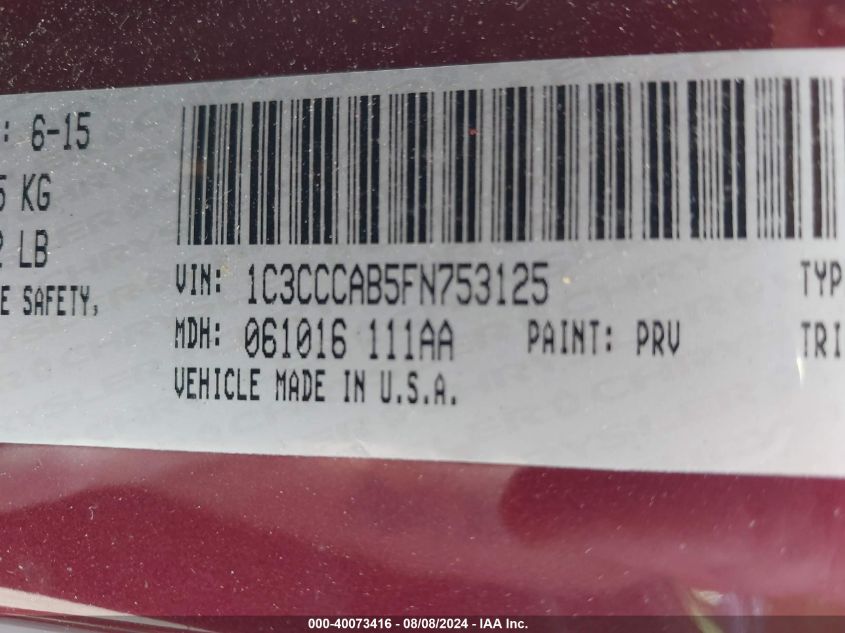 : 6-15
5 KG
2 LB
E SAFETY,
VIN: 1C3CCCAB5FN753125
TYP
MDH: 061016 111AA
PAINT: PRV
TRI
VEHICLE MADE IN U.S.A.
000-40073416 - 08/08/2024 - IAA Inc.